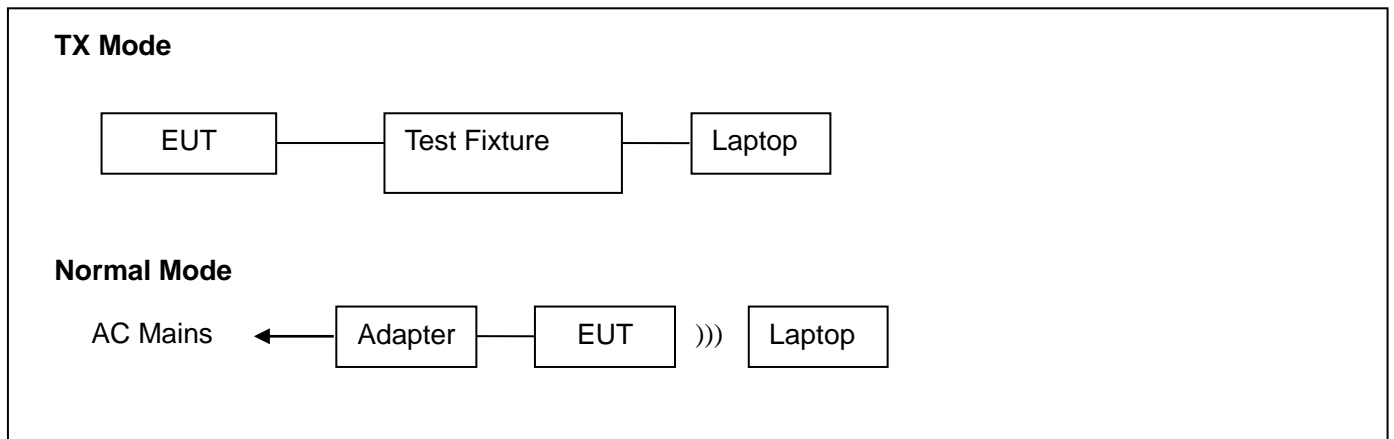 TX Mode
EUT Test Fixture Laptop
Normal Mode
AC Mains Adapter EUT ))) Laptop